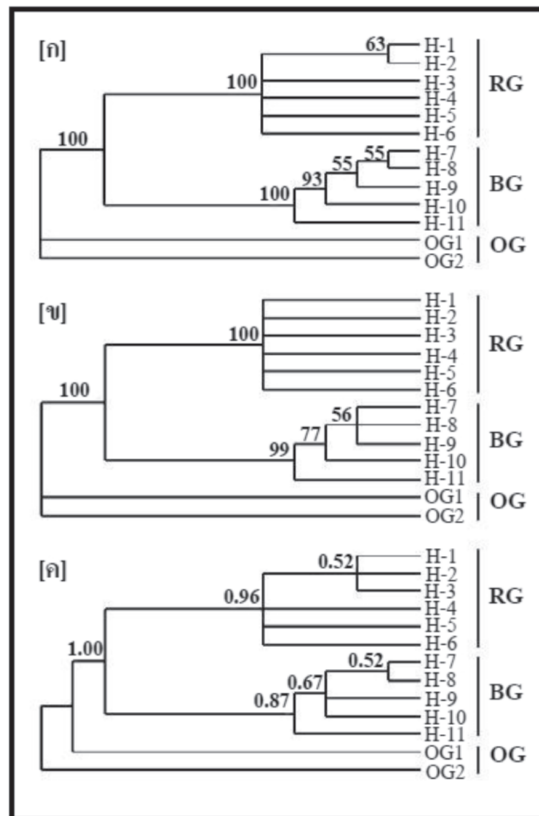 [ก]
63
H-1
H-2
100
H-3
H-4
H-5
H-6
RG
100
55
H-7
55
H-8
93
H-9
100
H-10
H-11
BG
OG1
OG2
OG
[ข]
H-1
H-2
100
H-3
H-4
H-5
H-6
RG
100
56
H-7
77
H-8
99
H-9
H-10
H-11
BG
OG1
OG2
OG
[ค]
0.52
H-1
H-2
0.96
H-3
H-4
H-5
H-6
RG
1.00
0.52
H-7
0.67
H-8
0.87
H-9
H-10
H-11
BG
OG1
OG2
OG